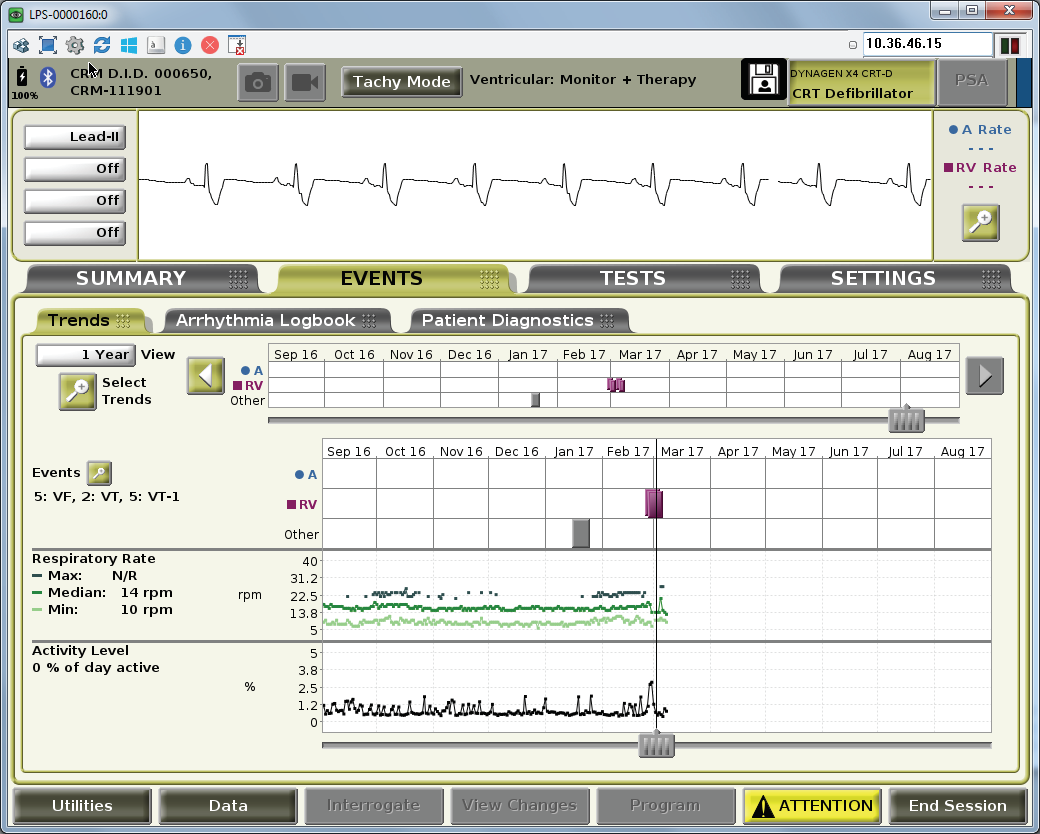 LPS-0000160:0
10.36.46.15
100%
CRM D.I.D. 000650,
CRM-111901
Tachy Mode
Ventricular: Monitor + Therapy
DYNAGEN X4 CRT-D
CRT Defibrillator
PSA
Lead-II
Off
Off
Off
A Rate
- - -
RV Rate
- - -
SUMMARY
EVENTS
TESTS
SETTINGS
Trends
Arrhythmia Logbook
Patient Diagnostics
1 Year
View
Select
Trends
A
RV
Other
Sep 16 Oct 16 Nov 16 Dec 16 Jan 17 Feb 17 Mar 17 Apr 17 May 17 Jun 17 Jul 17 Aug 17
Sep 16 Oct 16 Nov 16 Dec 16 Jan 17 Feb 17 Mar 17 Apr 17 May 17 Jun 17 Jul 17 Aug 17
Events
5: VF, 2: VT, 5: VT-1
A
RV
Other
Respiratory Rate
Max: N/R
Median: 14 rpm
Min: 10 rpm
rpm
40
31.2
22.5
13.8
5
Activity Level
0 % of day active
%
5
3.8
2.5
1.2
0
Utilities
Data
Interrogate
View Changes
Program
ATTENTION
End Session